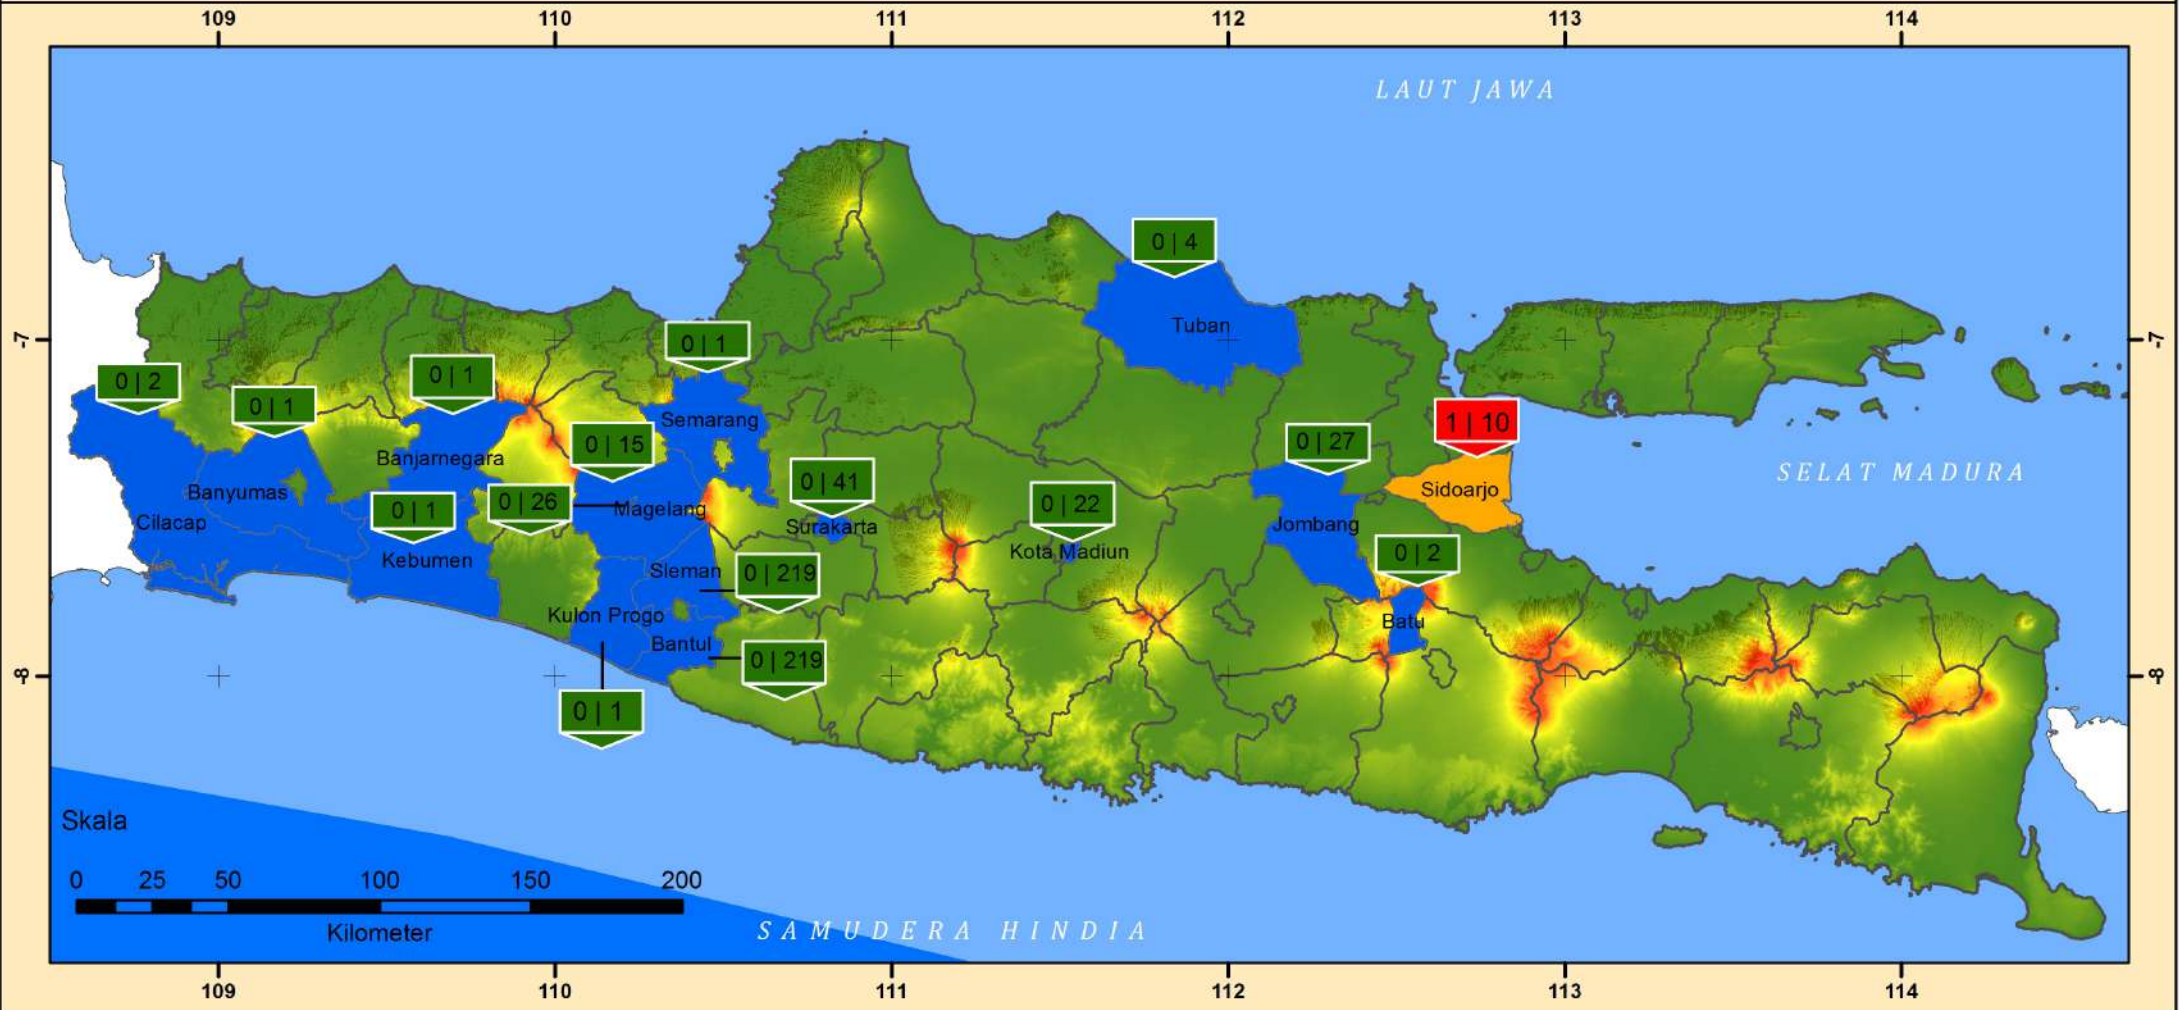 109 110 111 112 113 114
LAUT JAWA
0 | 4
Tuban
-7 -7
0 | 1
0 | 2
0 | 1
0 | 1
Semarang
1 | 10
0 | 15
0 | 27
Banjarnegara
SELAT MADURA
0 | 41
Sidoarjo
Banyumas
0 | 26
0 | 22
0 | 1
Magelang
Cilacap
Surakarta
Jombang
Kota Madiun
0 | 2
Kebumen
Sleman
0 | 219
Kulon Progo
Batu
Bantul
0 | 219
-8 -8
0 | 1
Skala
0 25 50 100 150 200
Kilometer
SAMUDERA HINDIA
109 110 111 112 113 114